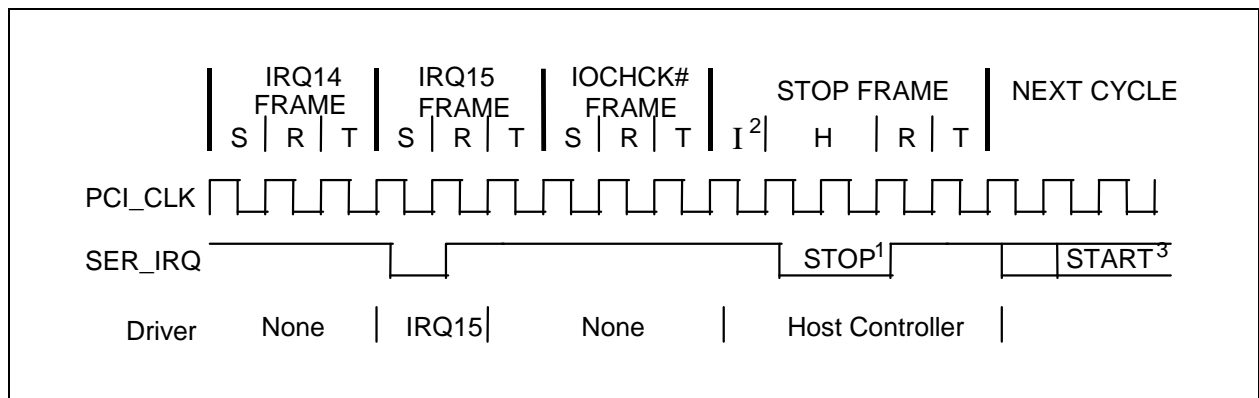 IRQ14 FRAME
IRQ15 FRAME
IOCHCK# FRAME
STOP FRAME
NEXT CYCLE
S R T S R T S R T I² H R T
PCI_CLK
SER_IRQ STOP¹ START³
Driver None IRQ15 None Host Controller